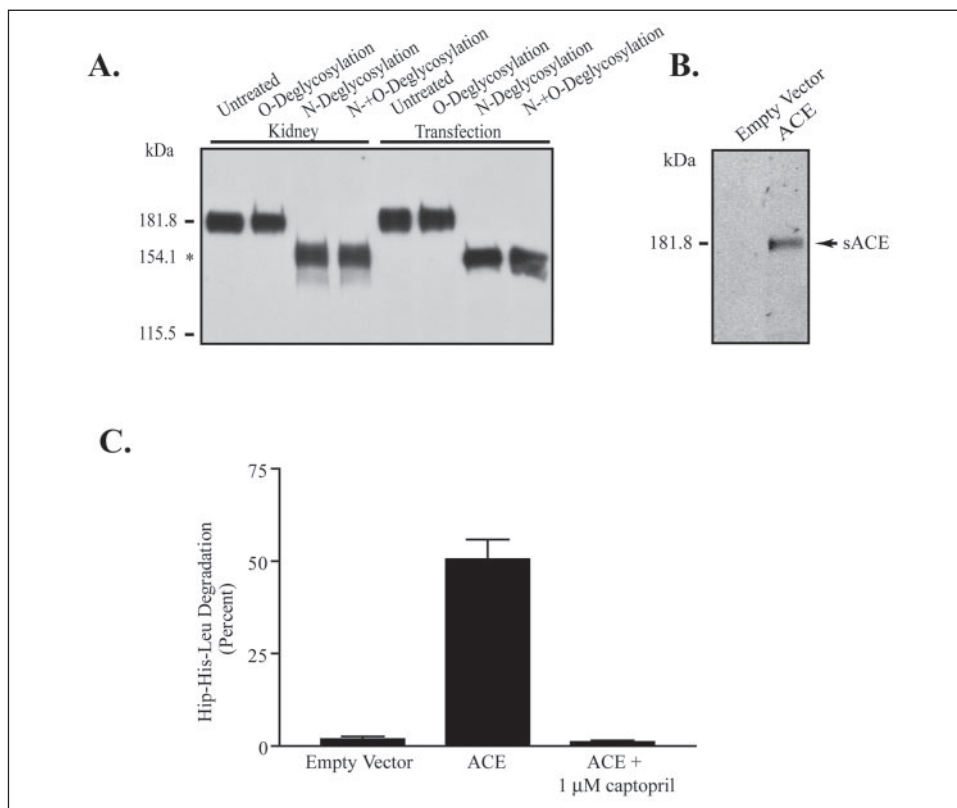 A.
Untreated
O-Deglycosylation
N-Deglycosylation
N-+O-Deglycosylation
Untreated
O-Deglycosylation
N-Deglycosylation
N-+O-Deglycosylation
Kidney
Transfection
kDa
181.8
154.1 *
115.5
B.
Empty Vector
ACE
kDa
181.8
sACE
C.
Hip-His-Leu Degradation
(Percent)
75
50
25
0
Empty Vector
ACE
ACE +
1 µM captopril